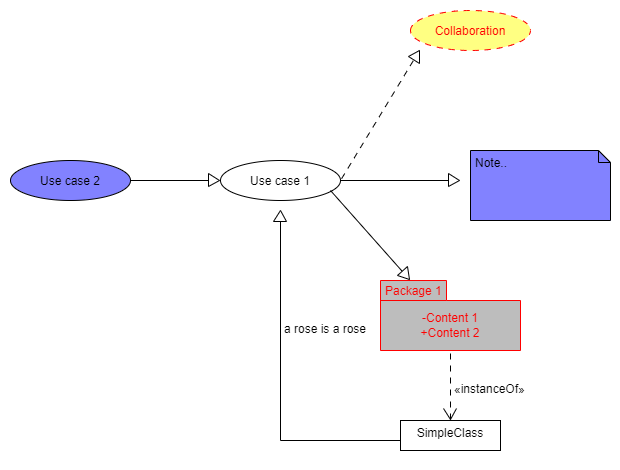 Collaboration
Use case 2
Use case 1
Note..
Package 1
-Content 1
+Content 2
a rose is a rose
«instanceOf»
SimpleClass